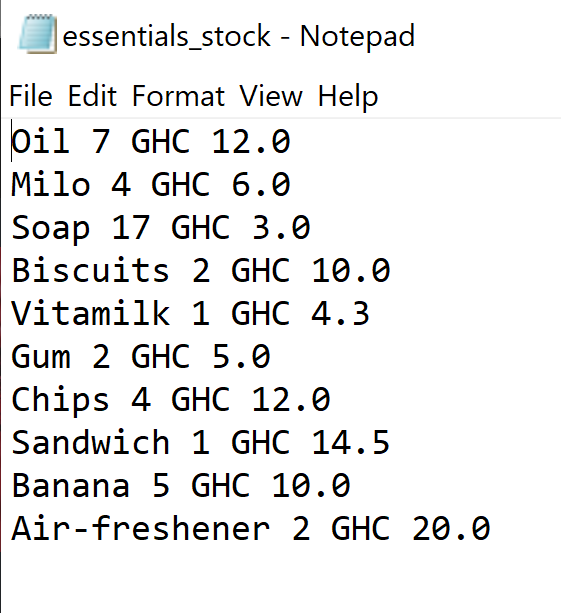 essentials_stock - Notepad
File Edit Format View Help
Oil 7 GHC 12.0
Milo 4 GHC 6.0
Soap 17 GHC 3.0
Biscuits 2 GHC 10.0
Vitamilk 1 GHC 4.3
Gum 2 GHC 5.0
Chips 4 GHC 12.0
Sandwich 1 GHC 14.5
Banana 5 GHC 10.0
Air-freshener 2 GHC 20.0